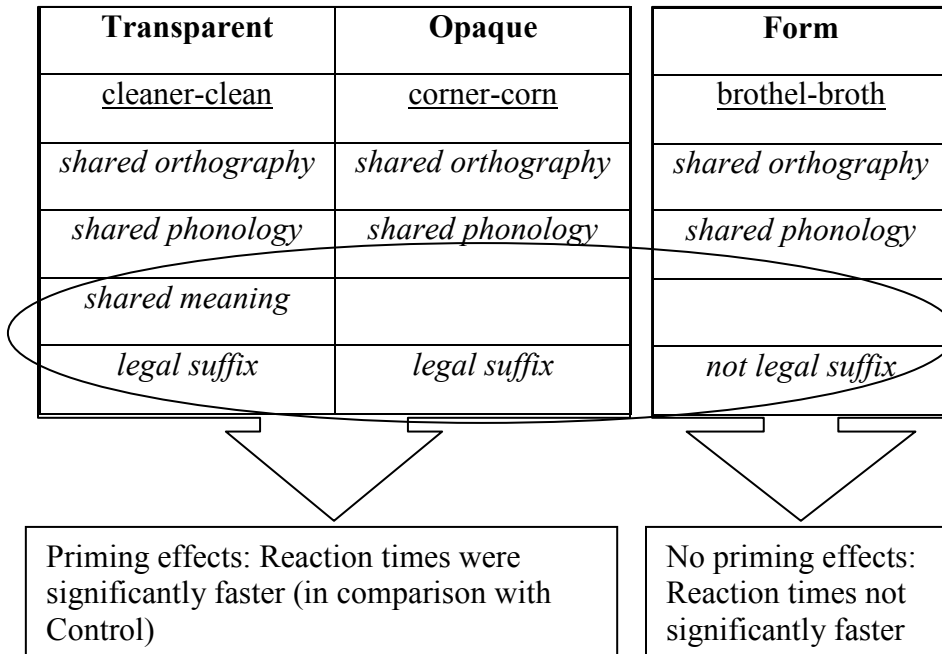 Transparent Opaque Form
cleaner-clean corner-corn brothel-broth
shared orthography shared orthography shared orthography
shared phonology shared phonology shared phonology
shared meaning
legal suffix legal suffix not legal suffix
Priming effects: Reaction times were
significantly faster (in comparison with
Control)
No priming effects:
Reaction times not
significantly faster